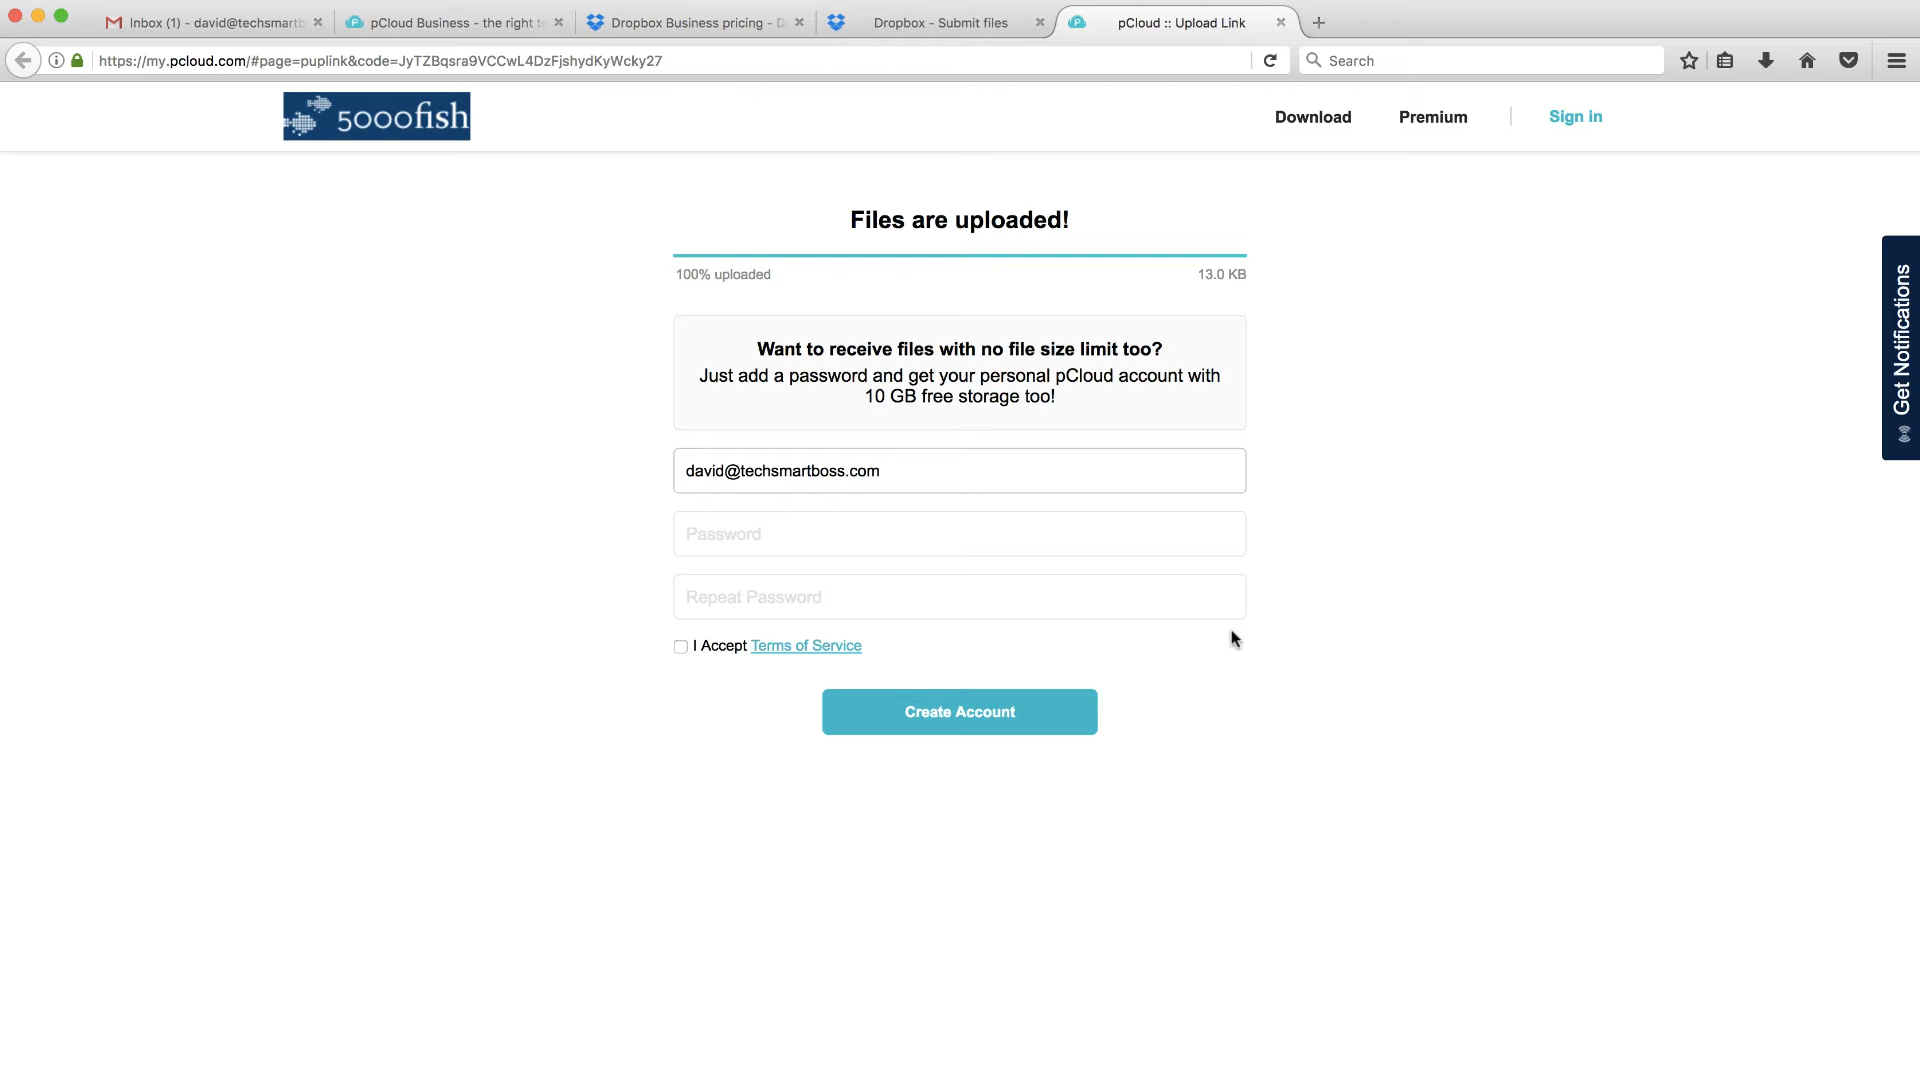 Inbox (1) - david@techsmartb
pCloud Business - the right to
Dropbox Business pricing - D
Dropbox - Submit files
pCloud :: Upload Link
https://my.pcloud.com/#page=puplink&code=JyTZBqsra9VCCwL4DzFjshydKyWcky27
Search
5000fish
Download
Premium
Sign in
Files are uploaded!
100% uploaded
13.0 KB
Want to receive files with no file size limit too?
Just add a password and get your personal pCloud account with
10 GB free storage too!
david@techsmartboss.com
Password
Repeat Password
I Accept Terms of Service
Create Account
Get Notifications